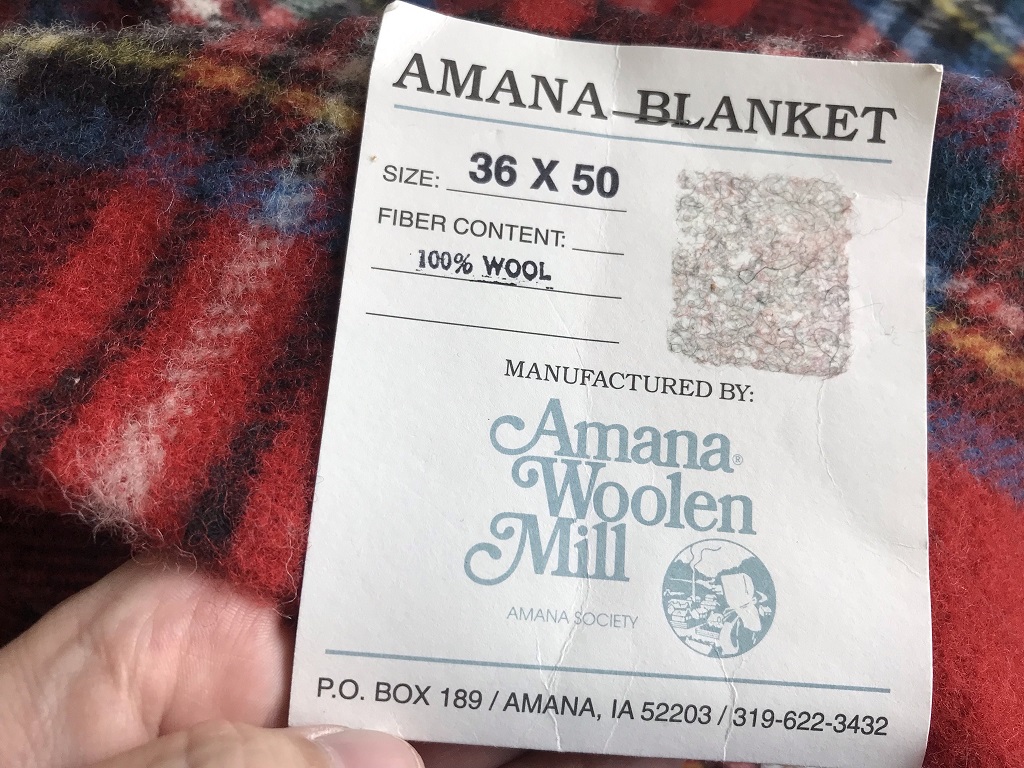 AMANA BLANKET
SIZE: 36 X 50
FIBER CONTENT:
100% WOOL
MANUFACTURED BY:
Amana®
Woolen
Mill
AMANA SOCIETY
P.O. BOX 189 / AMANA, IA 52203 / 319-622-3432